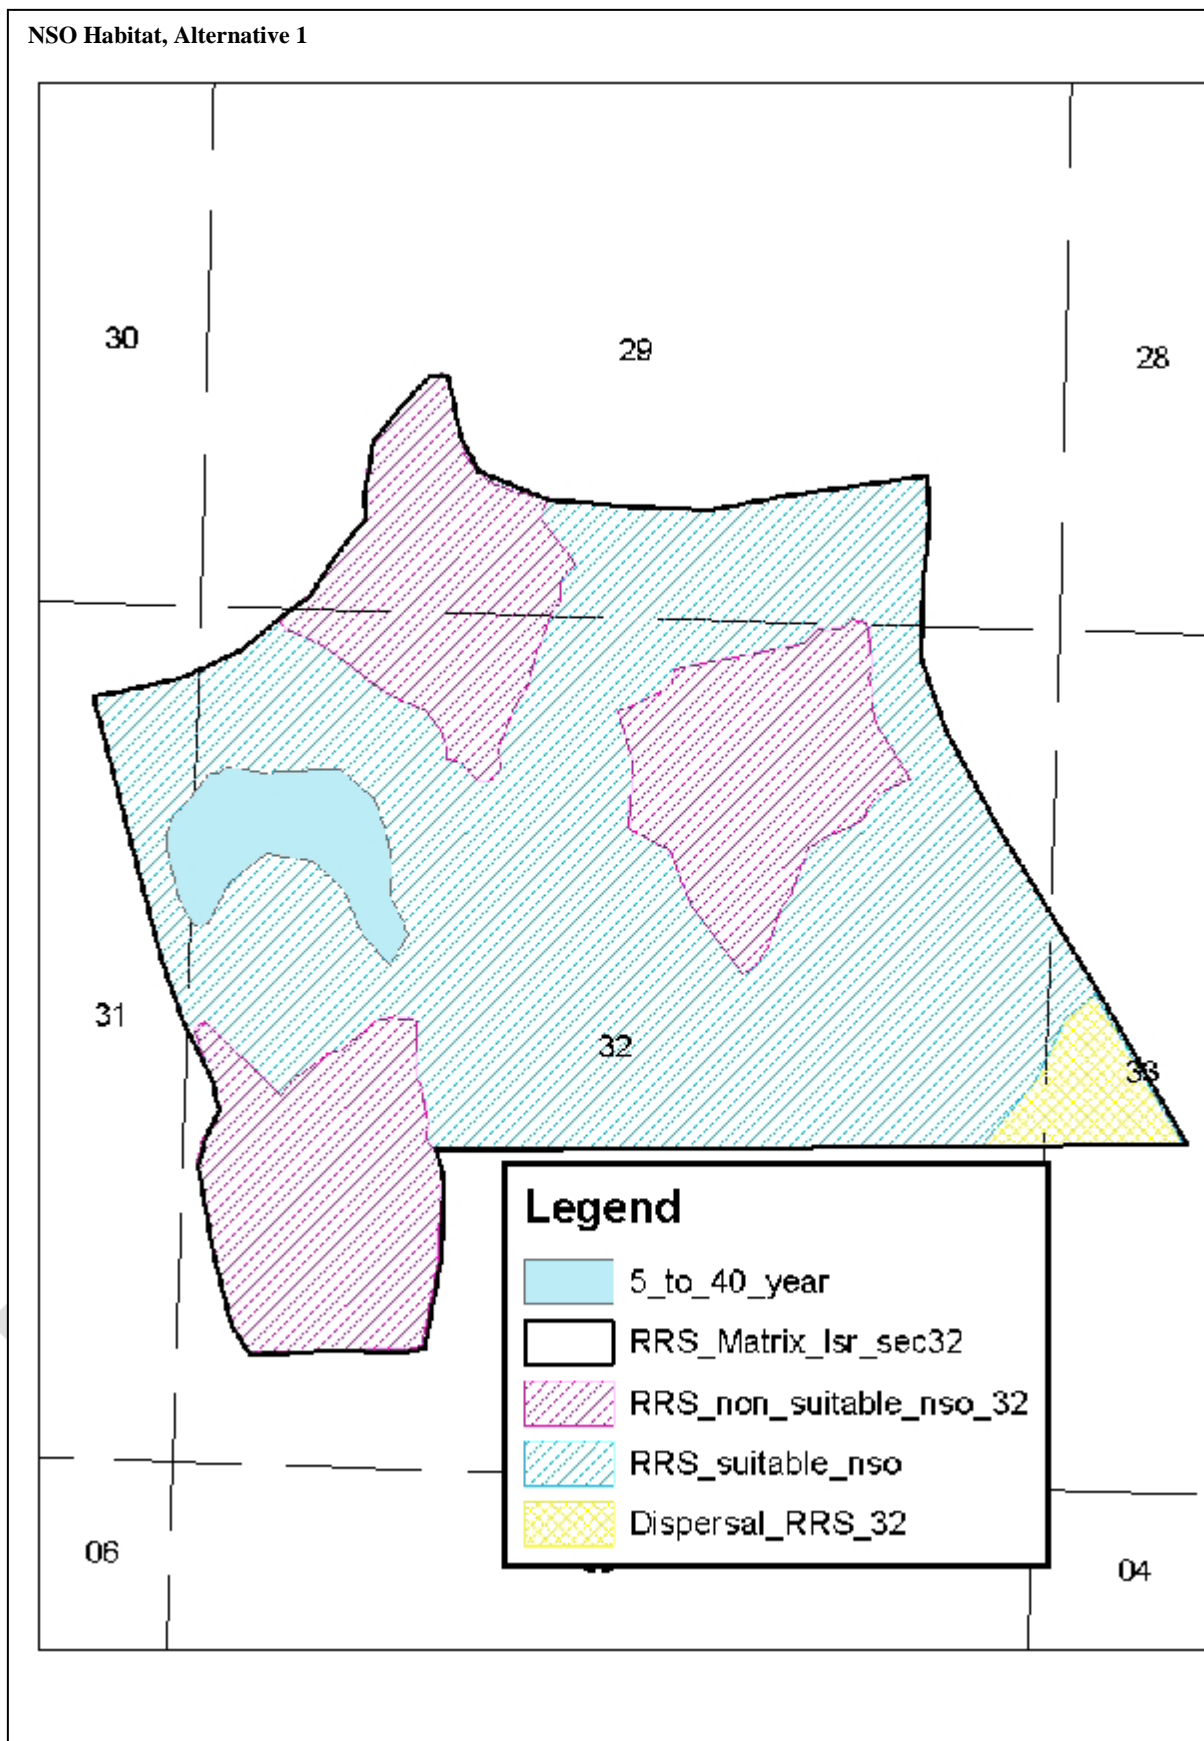 NSO Habitat, Alternative 1
30
29
28
31
32
33
Legend
5_to_40_year
RRS_Matrix_lsr_sec32
RRS_non_suitable_nso_32
RRS_suitable_nso
Dispersal_RRS_32
06
04